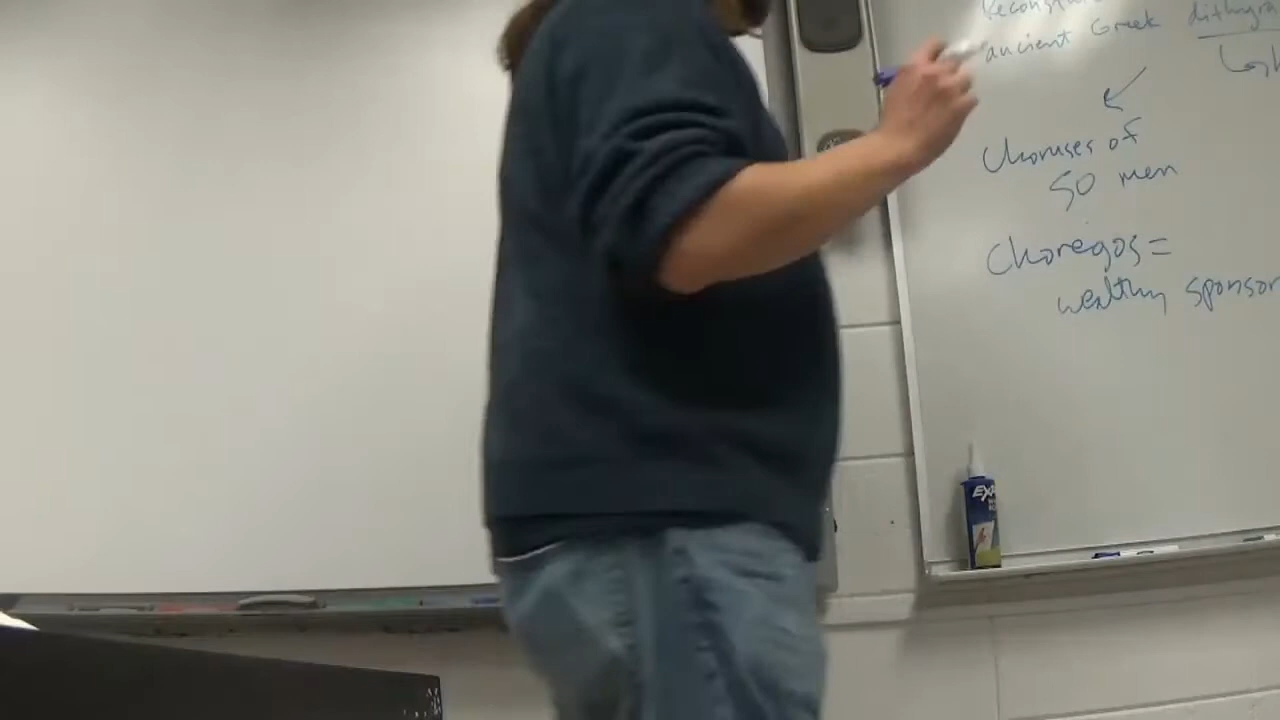 ancient Greek
Choruses of
50 men
Choregos =
wealthy sponsor